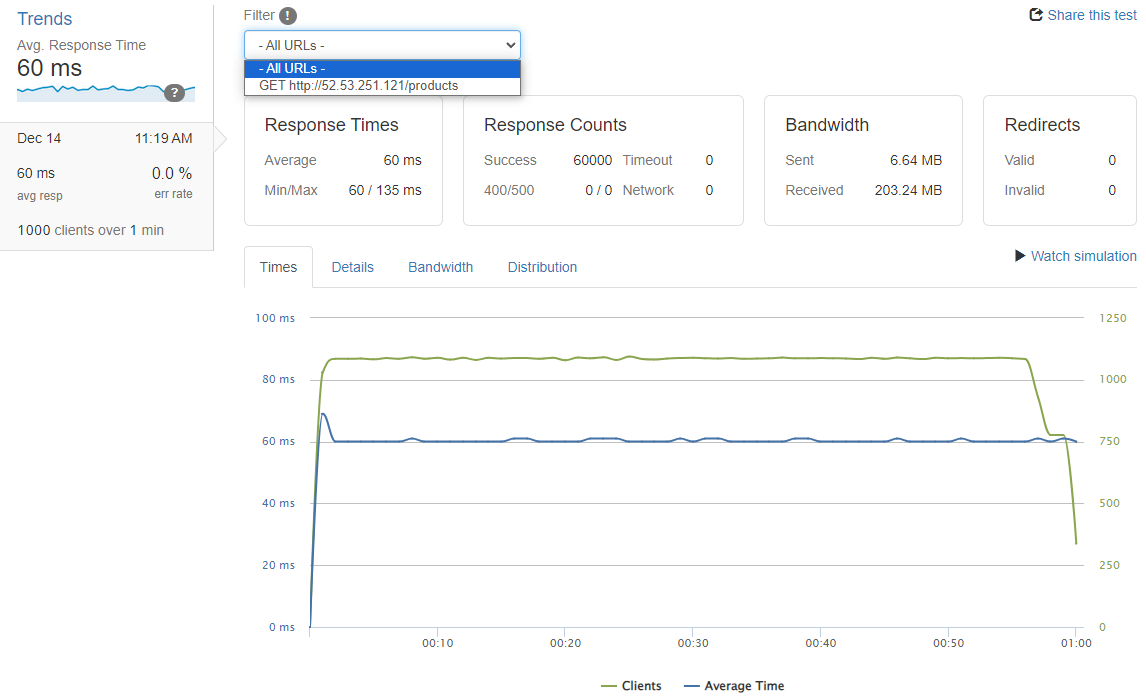 Trends
Avg. Response Time
60 ms
?
Dec 14 11:19 AM
60 ms 0.0 %
avg resp err rate
1000 clients over 1 min
Filter !
Share this test
- All URLs -
- All URLs -
GET http://52.53.251.121/products
Response Times
Average 60 ms
Min/Max 60 / 135 ms
Response Counts
Success 60000 Timeout 0
400/500 0 / 0 Network 0
Bandwidth
Sent 6.64 MB
Received 203.24 MB
Redirects
Valid 0
Invalid 0
Times Details Bandwidth Distribution
Watch simulation
100 ms 1250
80 ms 1000
60 ms 750
40 ms 500
20 ms 250
0 ms 0
00:10 00:20 00:30 00:40 00:50 01:00
Clients Average Time